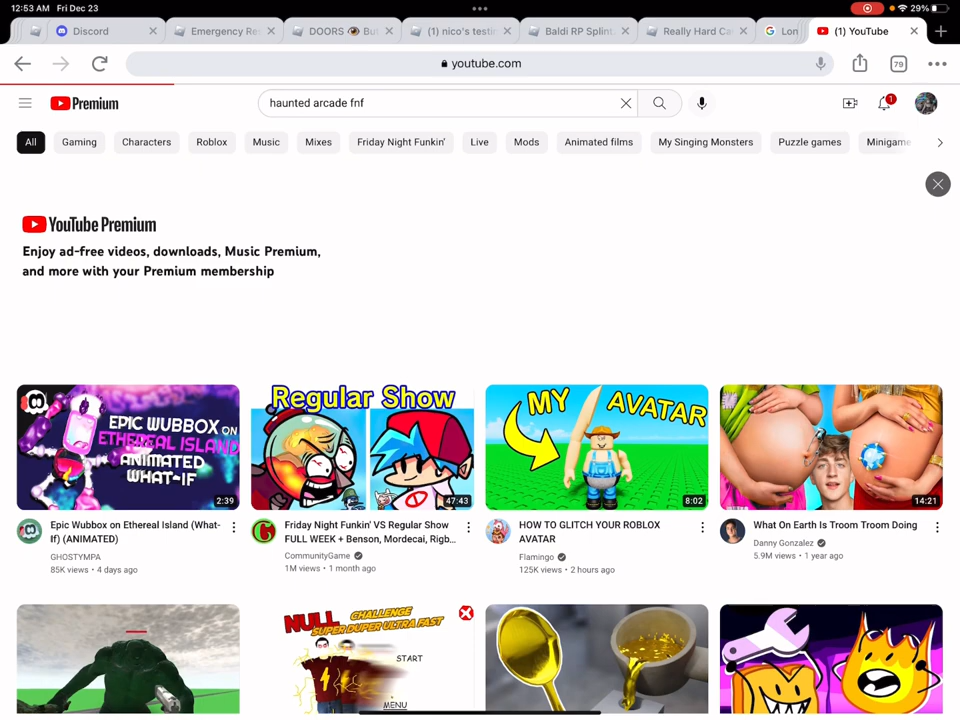 12:53 AM Fri Dec 23
29%
Discord
Emergency Re
DOORS 👁 Bu
(1) nico's testin
Baldi RP Splint
Really Hard Ca
Lon
(1) YouTube
youtube.com
79
Premium
haunted arcade fnf
1
All
Gaming
Characters
Roblox
Music
Mixes
Friday Night Funkin'
Live
Mods
Animated films
My Singing Monsters
Puzzle games
Minigame
YouTube Premium
Enjoy ad-free videos, downloads, Music Premium,
and more with your Premium membership
EPIC WUBBOX ON
ETHEREAL ISLAND
ANIMATED
WHAT-IF
2:39
Regular Show
47:43
MY AVATAR
8:02
14:21
Epic Wubbox on Ethereal Island (What-
If) (ANIMATED)
GHOSTYMPA
85K views • 4 days ago
Friday Night Funkin' VS Regular Show
FULL WEEK + Benson, Mordecai, Rigb...
CommunityGame
1M views • 1 month ago
HOW TO GLITCH YOUR ROBLOX
AVATAR
Flamingo
125K views • 2 hours ago
What On Earth Is Troom Troom Doing
Danny Gonzalez
5.9M views • 1 year ago
NULL CHALLENGE
SUPER DUPER ULTRA FAST
START
MENU